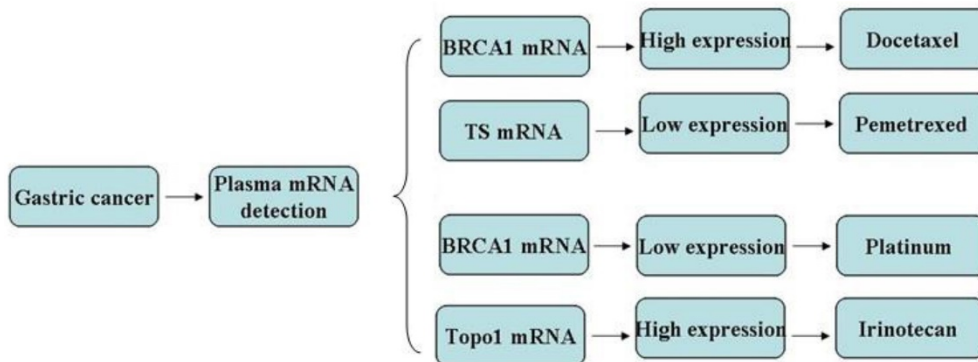 BRCA1 mRNA
High expression
Docetaxel
TS mRNA
Low expression
Pemetrexed
Gastric cancer
Plasma mRNA
detection
BRCA1 mRNA
Low expression
Platinum
Topo1 mRNA
High expression
Irinotecan